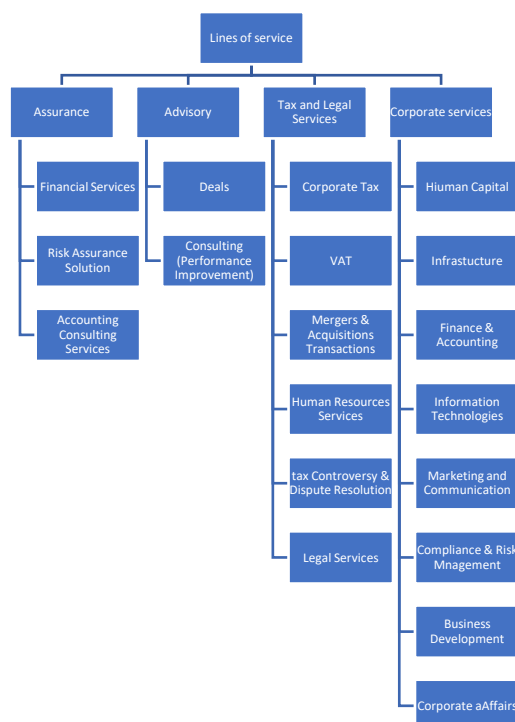 Lines of service
Assurance
Advisory
Tax and Legal
Services
Corporate services
Financial Services
Risk Assurance
Solution
Accounting
Consulting
Services
Deals
Consulting
(Performance
Improvement)
Corporate Tax
VAT
Mergers &
Acquisitions
Transactions
Human Resources
Services
tax Controversy &
Dispute Resolution
Legal Services
Hiuman Capital
Infrastucture
Finance &
Accounting
Information
Technologies
Marketing and
Communication
Compliance & Risk
Mnagement
Business
Development
Corporate aAffairs